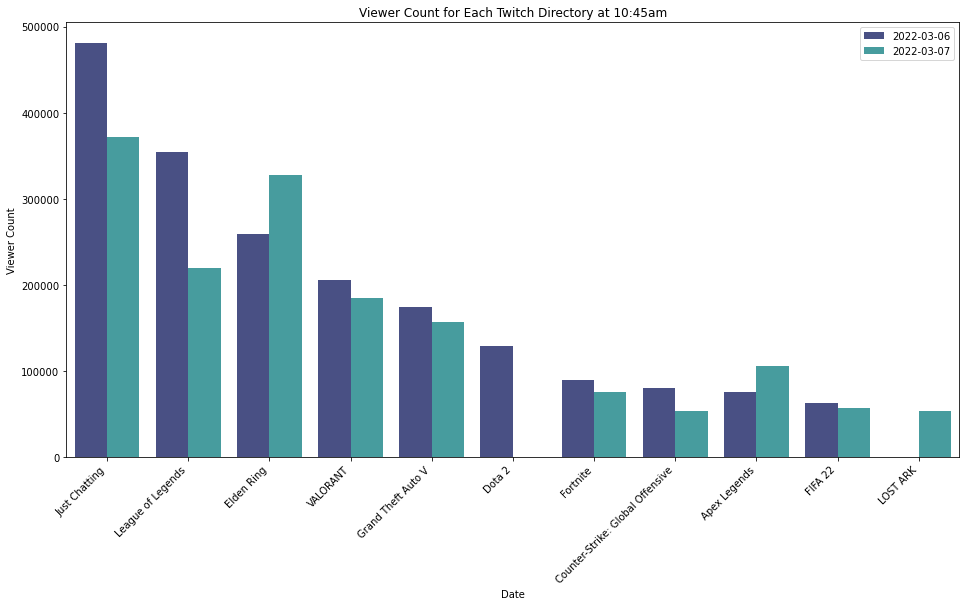 Viewer Count for Each Twitch Directory at 10:45am
2022-03-06
2022-03-07
Viewer Count
500000
400000
300000
200000
100000
0
Just Chatting
League of Legends
Elden Ring
VALORANT
Grand Theft Auto V
Dota 2
Fortnite
Counter-Strike: Global Offensive
Apex Legends
FIFA 22
LOST ARK
Date